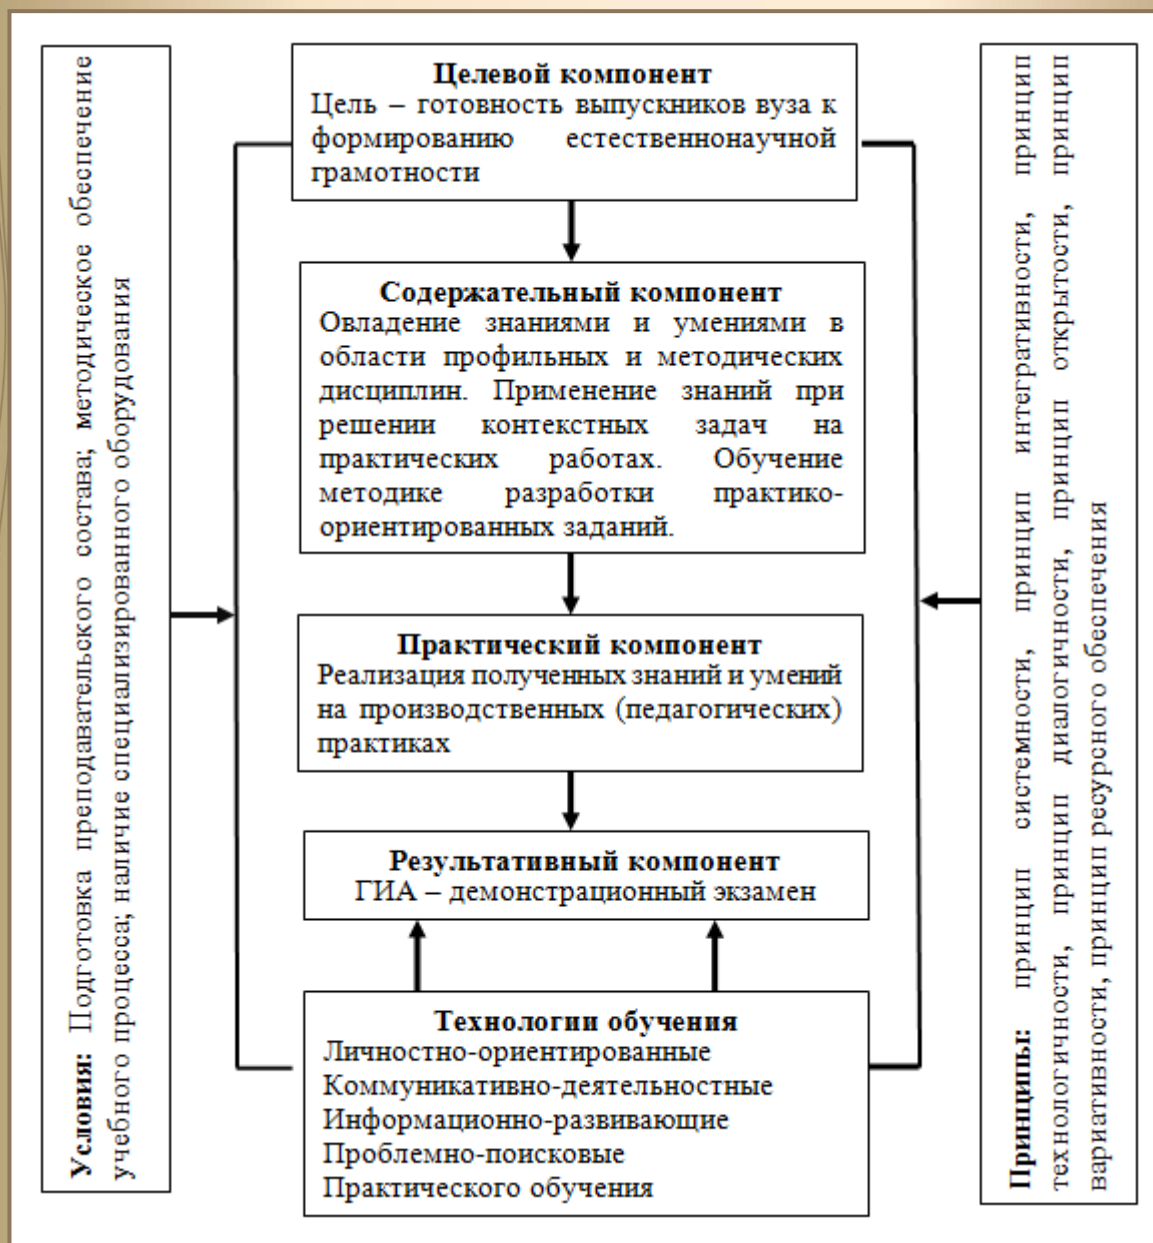 Условия: Подготовка преподавательского состава; методическое обеспечение
учебного процесса; наличие специализированного оборудования
Целевой компонент
Цель – готовность выпускников вуза к
формированию естественнонаучной
грамотности
Содержательный компонент
Овладение знаниями и умениями в
области профильных и методических
дисциплин. Применение знаний при
решении контекстных задач на
практических работах. Обучение
методике разработки практико-
ориентированных заданий.
Практический компонент
Реализация полученных знаний и умений
на производственных (педагогических)
практиках
Результативный компонент
ГИА – демонстрационный экзамен
Технологии обучения
Личностно-ориентированные
Коммуникативно-деятельностные
Информационно-развивающие
Проблемно-поисковые
Практического обучения
Принципы: принцип системности, принцип интегративности, принцип
технологичности, принцип диалогичности, принцип открытости, принцип
вариативности, принцип ресурсного обеспечения